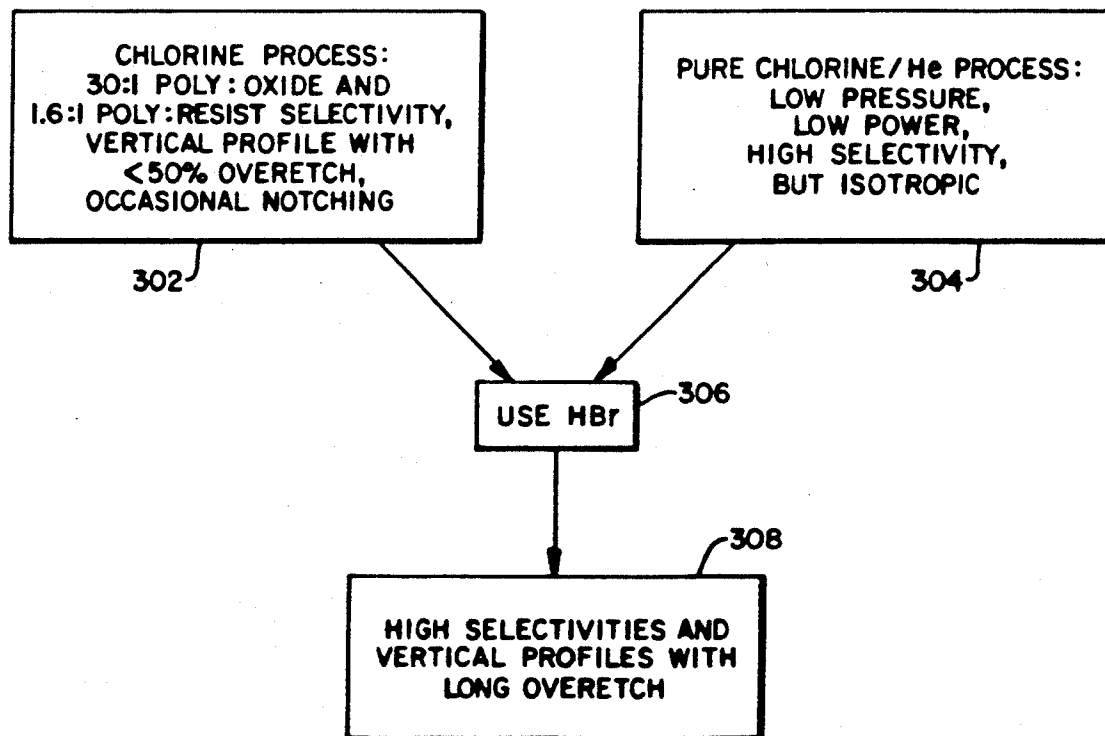 CHLORINE PROCESS:
30:1 POLY:OXIDE AND
1.6:1 POLY:RESIST SELECTIVITY,
VERTICAL PROFILE WITH
<50% OVERETCH,
OCCASIONAL NOTCHING
302
PURE CHLORINE/He PROCESS:
LOW PRESSURE,
LOW POWER,
HIGH SELECTIVITY,
BUT ISOTROPIC
304
USE HBr
306
308
HIGH SELECTIVITIES AND
VERTICAL PROFILES WITH
LONG OVERETCH